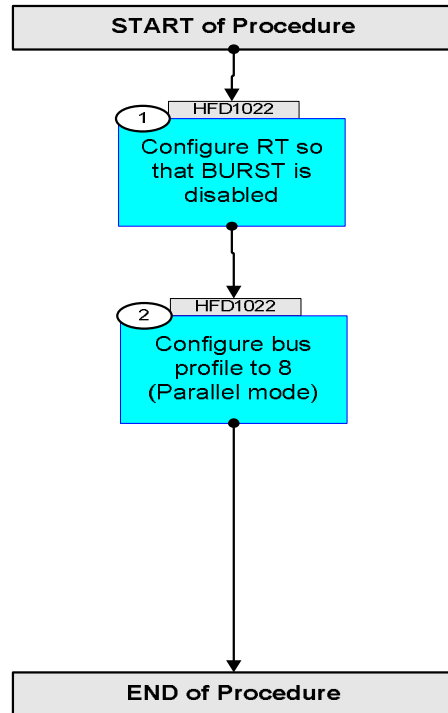 START of Procedure
HFD1022
1
Configure RT so
that BURST is
disabled
HFD1022
2
Configure bus
profile to 8
(Parallel mode)
END of Procedure